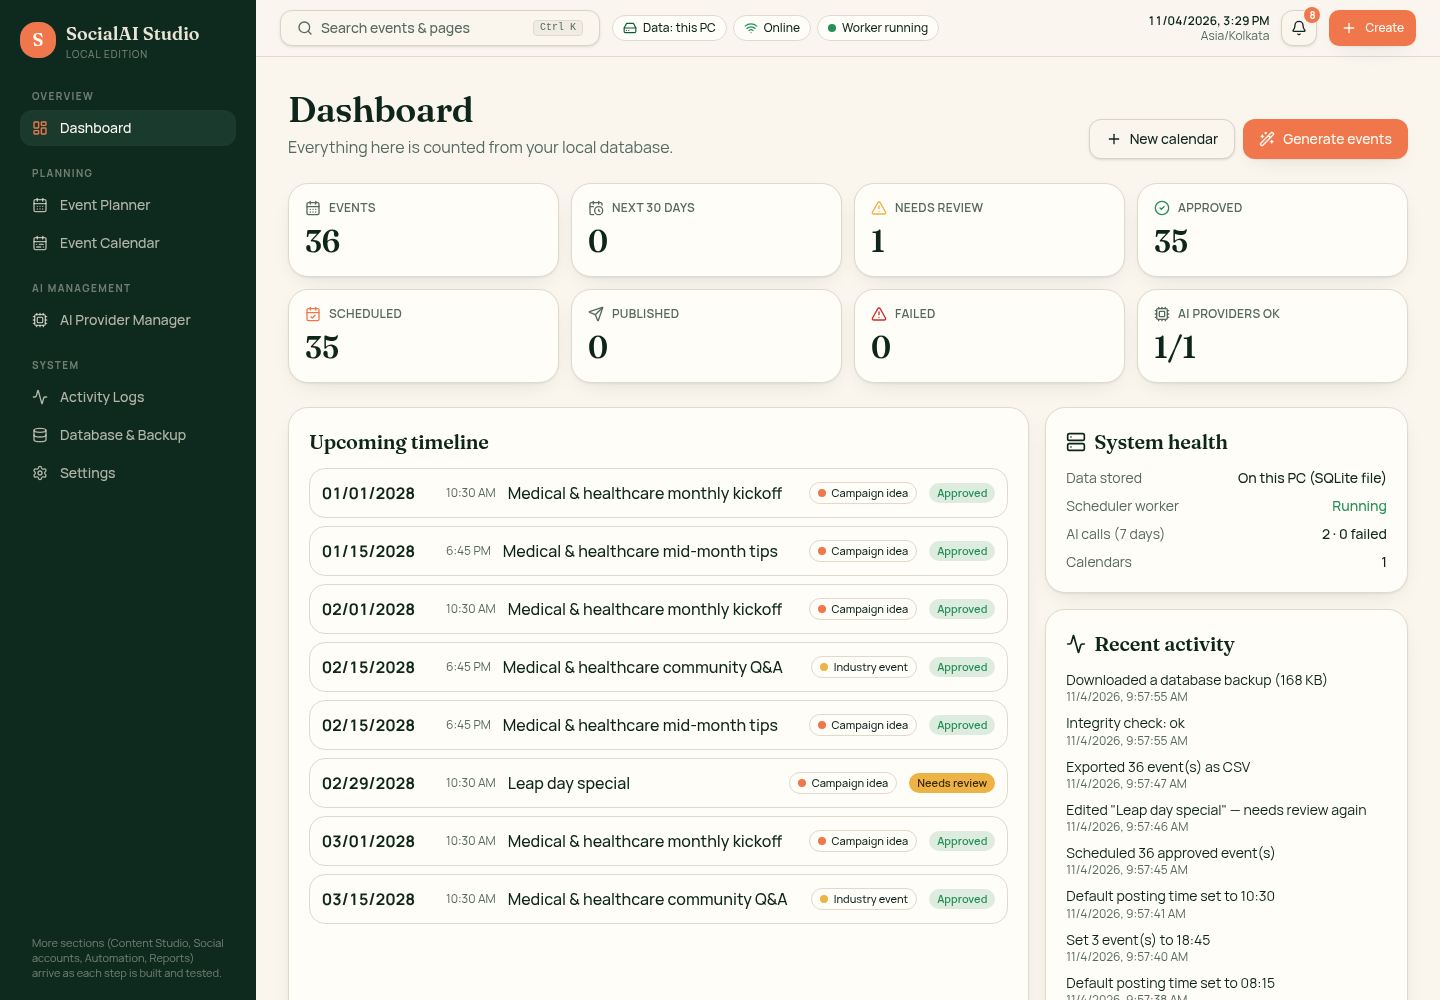 S
SocialAI Studio
LOCAL EDITION
OVERVIEW
Dashboard
PLANNING
Event Planner
Event Calendar
AI MANAGEMENT
AI Provider Manager
SYSTEM
Activity Logs
Database & Backup
Settings
More sections (Content Studio, Social
accounts, Automation, Reports)
arrive as each step is built and tested.
Search events & pages
Ctrl K
Data: this PC
Online
Worker running
11/04/2026, 3:29 PM
Asia/Kolkata
8
Create
Dashboard
Everything here is counted from your local database.
New calendar
Generate events
EVENTS
36
NEXT 30 DAYS
0
NEEDS REVIEW
1
APPROVED
35
SCHEDULED
35
PUBLISHED
0
FAILED
0
AI PROVIDERS OK
1/1
Upcoming timeline
01/01/2028 10:30 AM Medical & healthcare monthly kickoff Campaign idea Approved
01/15/2028 6:45 PM Medical & healthcare mid-month tips Campaign idea Approved
02/01/2028 10:30 AM Medical & healthcare monthly kickoff Campaign idea Approved
02/15/2028 6:45 PM Medical & healthcare community Q&A Industry event Approved
02/15/2028 6:45 PM Medical & healthcare mid-month tips Campaign idea Approved
02/29/2028 10:30 AM Leap day special Campaign idea Needs review
03/01/2028 10:30 AM Medical & healthcare monthly kickoff Campaign idea Approved
03/15/2028 10:30 AM Medical & healthcare community Q&A Industry event Approved
System health
Data stored On this PC (SQLite file)
Scheduler worker Running
AI calls (7 days) 2 · 0 failed
Calendars 1
Recent activity
Downloaded a database backup (168 KB)
11/4/2026, 9:57:55 AM
Integrity check: ok
11/4/2026, 9:57:55 AM
Exported 36 event(s) as CSV
11/4/2026, 9:57:47 AM
Edited "Leap day special" — needs review again
11/4/2026, 9:57:46 AM
Scheduled 36 approved event(s)
11/4/2026, 9:57:45 AM
Default posting time set to 10:30
11/4/2026, 9:57:41 AM
Set 3 event(s) to 18:45
11/4/2026, 9:57:40 AM
Default posting time set to 08:15
11/4/2026, 9:57:38 AM